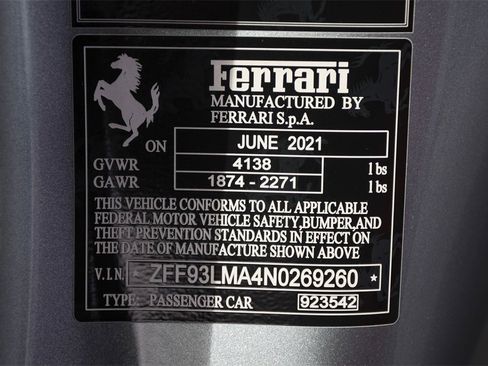 Ferrari
MANUFACTURED BY
FERRARI S.p.A.
ON JUNE 2021
GVWR 4138 lbs
GAWR 1874 - 2271 lbs
THIS VEHICLE CONFORMS TO ALL APPLICABLE
FEDERAL MOTOR VEHICLE SAFETY,BUMPER,AND
THEFT PREVENTION STANDARDS IN EFFECT ON
THE DATE OF MANUFACTURE SHOWN ABOVE
V.I.N. * ZFF93LMA4N0269260 *
TYPE: PASSENGER CAR 923542